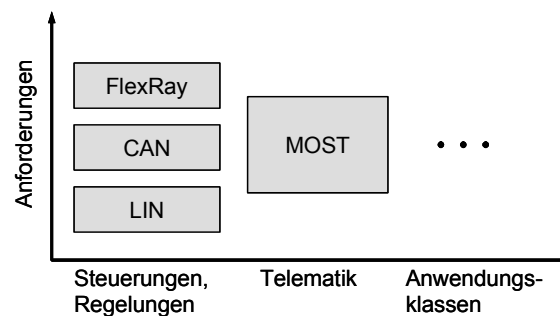 Anforderungen
FlexRay
CAN
LIN
MOST
• • •
Steuerungen,
Regelungen
Telematik
Anwendungs-
klassen